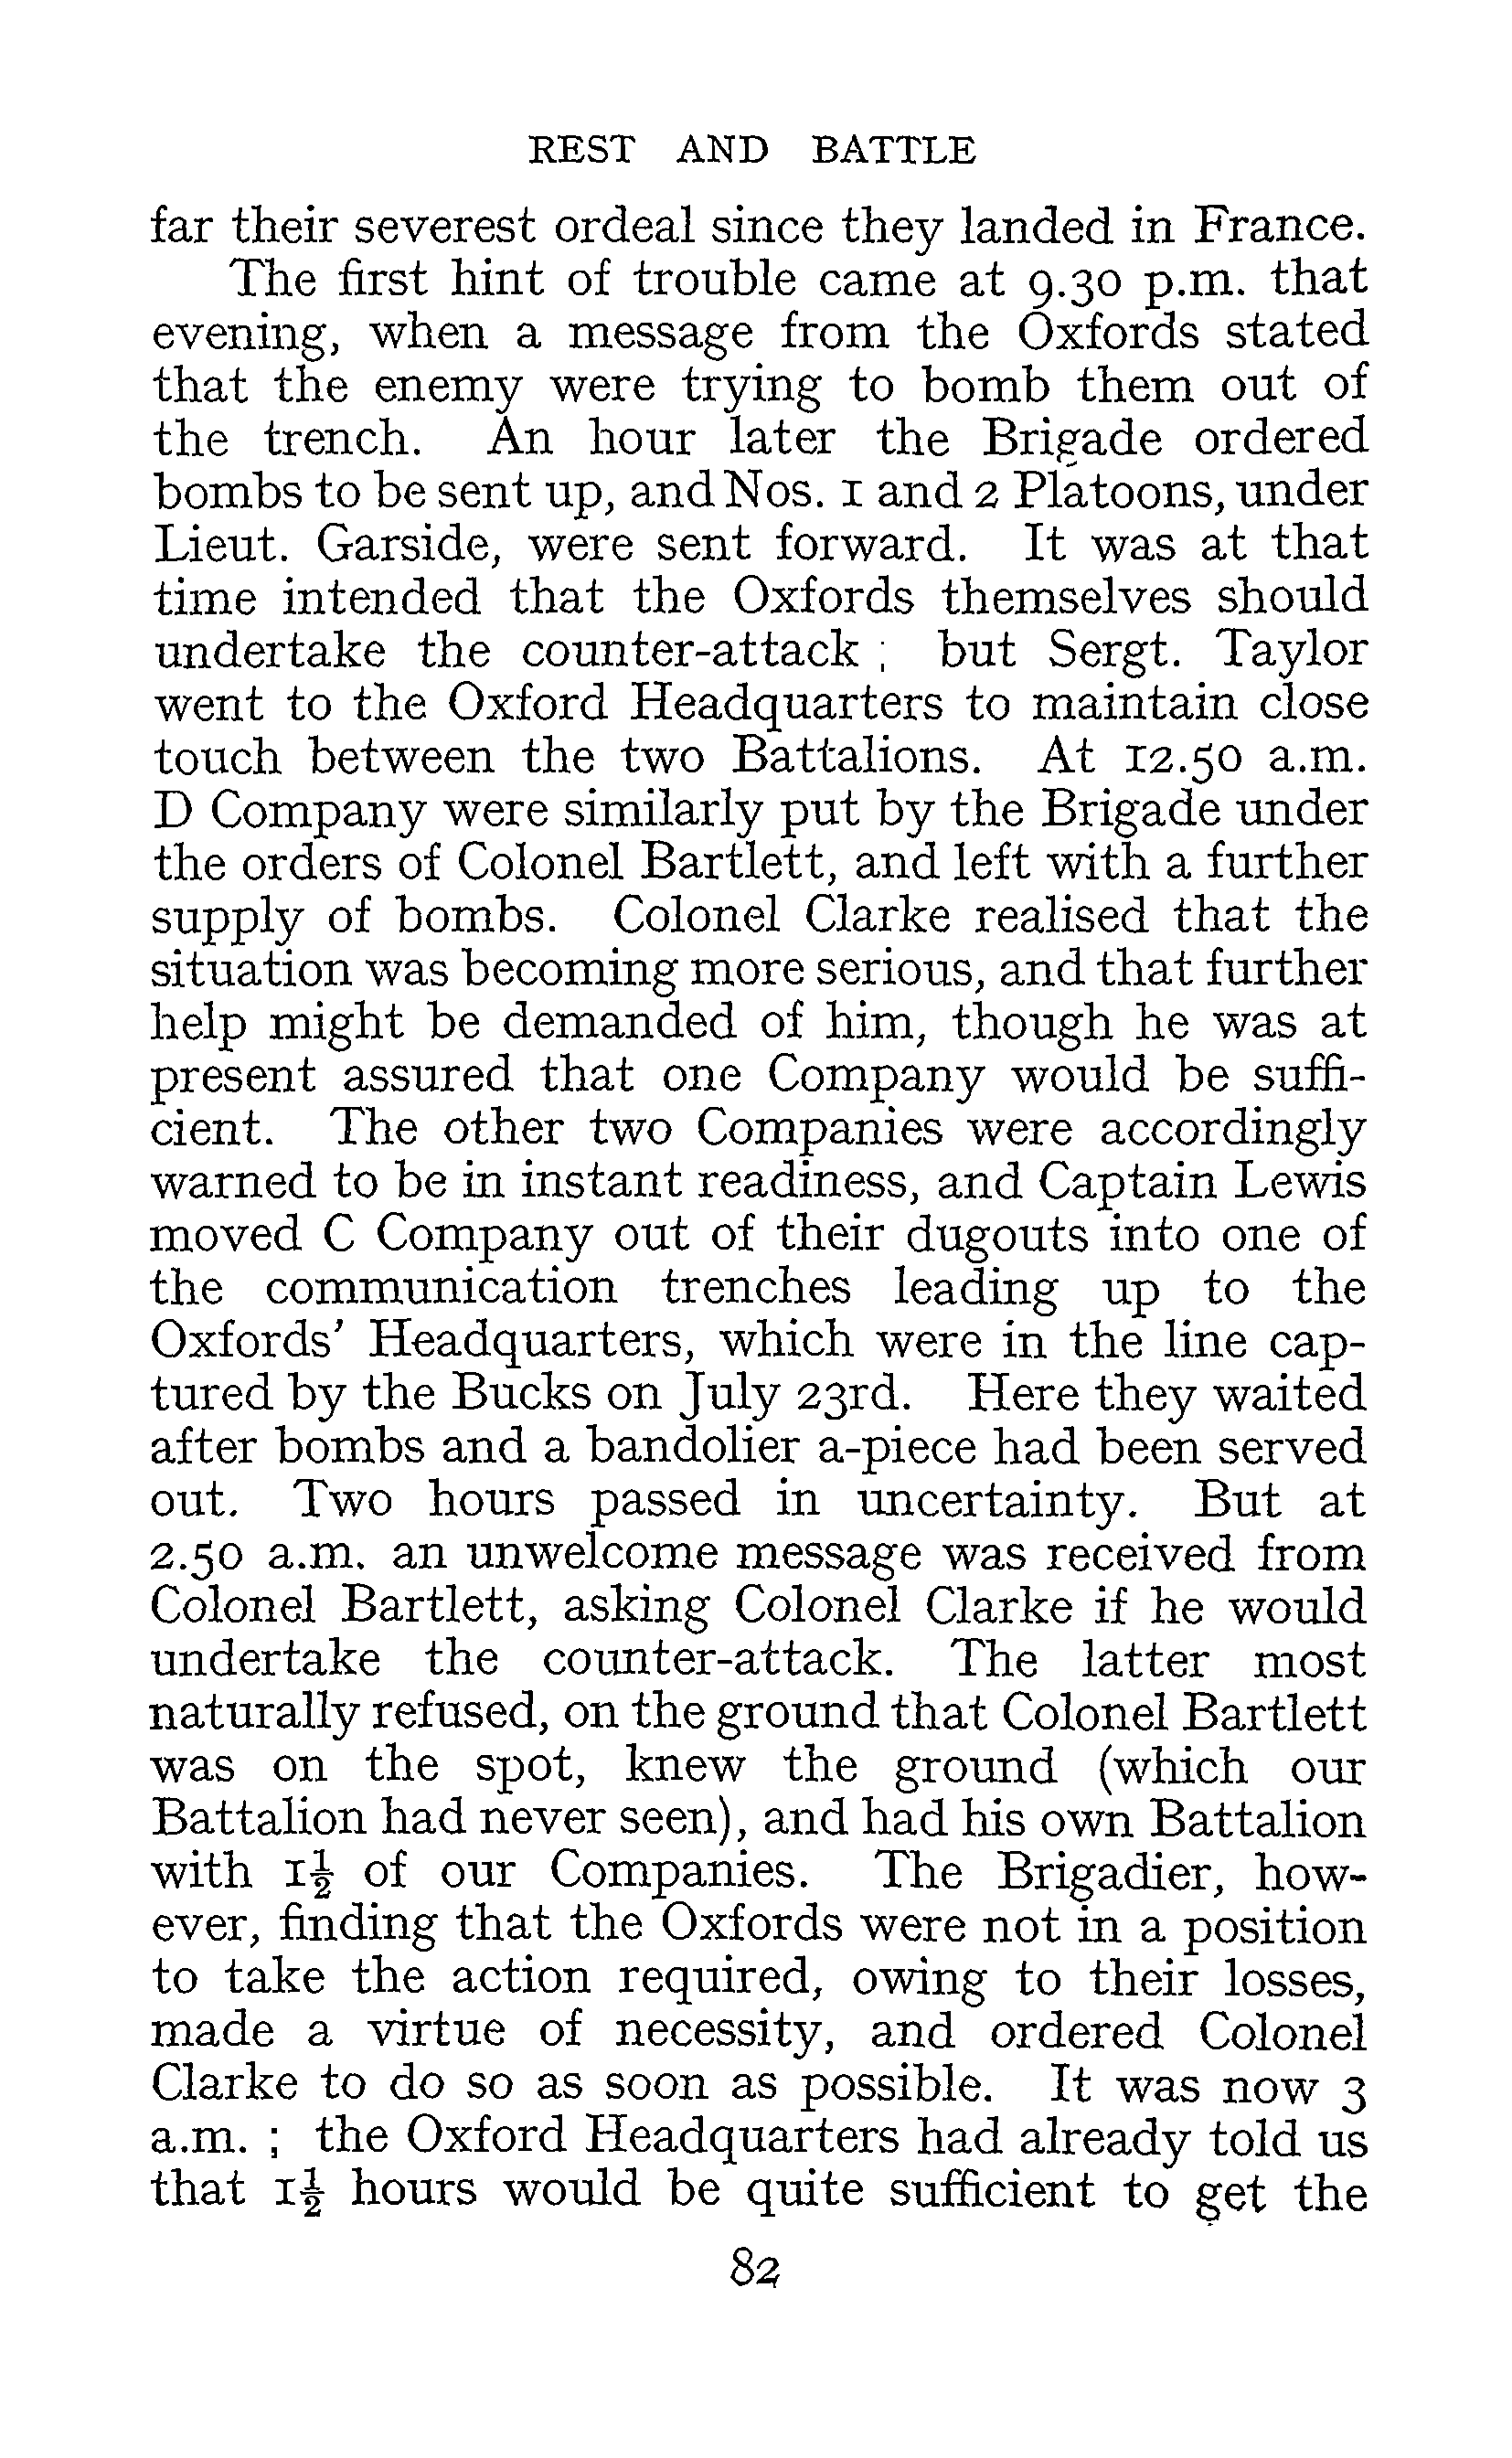 REST AND BATTLE
far their severest ordeal since they landed in France.
The first hint of trouble came at 9.30 p.m. that
evening, when a message from the Oxfords stated
that the enemy were trying to bomb them out of
the trench. An hour later the Brigade ordered
bombs to be sent up, and Nos. 1 and 2 Platoons, under
Lieut. Garside, were sent forward. It was at that
time intended that the Oxfords themselves should
undertake the counter-attack ; but Sergt. Taylor
went to the Oxford Headquarters to maintain close
touch between the two Battalions. At 12.50 a.m.
D Company were similarly put by the Brigade under
the orders of Colonel Bartlett, and left with a further
supply of bombs. Colonel Clarke realised that the
situation was becoming more serious, and that further
help might be demanded of him, though he was at
present assured that one Company would be suffi-
cient. The other two Companies were accordingly
warned to be in instant readiness, and Captain Lewis
moved C Company out of their dugouts into one of
the communication trenches leading up to the
Oxfords' Headquarters, which were in the line cap-
tured by the Bucks on July 23rd. Here they waited
after bombs and a bandolier a-piece had been served
out. Two hours passed in uncertainty. But at
2.50 a.m. an unwelcome message was received from
Colonel Bartlett, asking Colonel Clarke if he would
undertake the counter-attack. The latter most
naturally refused, on the ground that Colonel Bartlett
was on the spot, knew the ground (which our
Battalion had never seen), and had his own Battalion
with 1½ of our Companies. The Brigadier, how-
ever, finding that the Oxfords were not in a position
to take the action required, owing to their losses,
made a virtue of necessity, and ordered Colonel
Clarke to do so as soon as possible. It was now 3
a.m. ; the Oxford Headquarters had already told us
that 1½ hours would be quite sufficient to get the
82